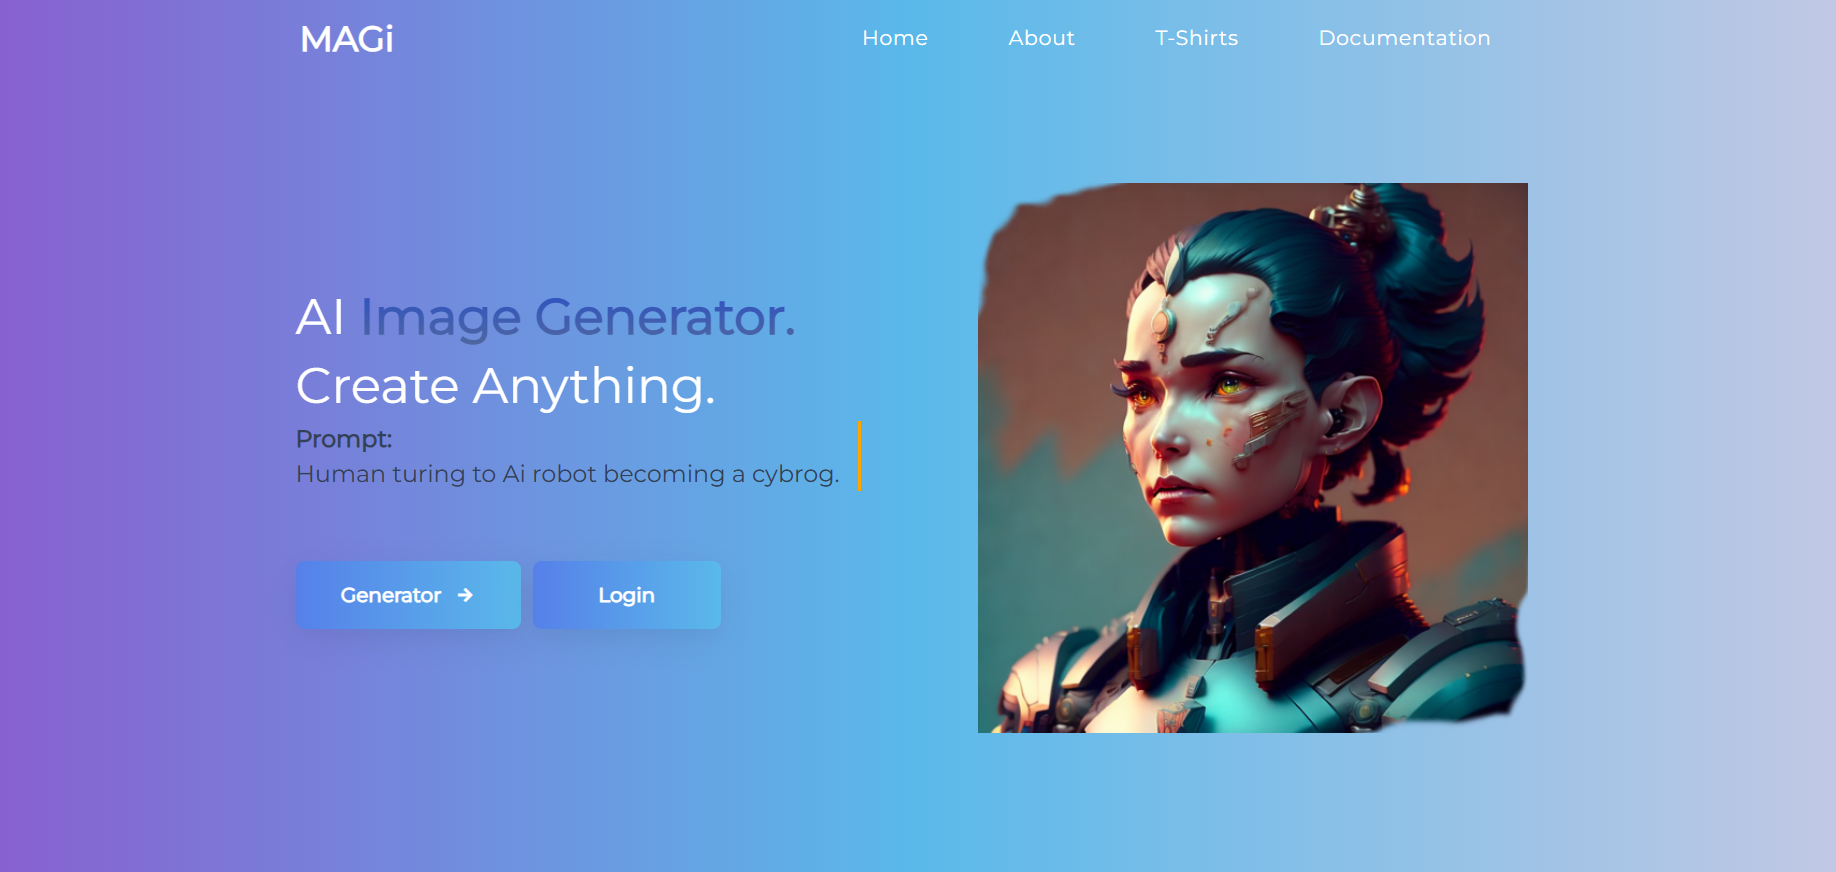 MAGi
Home About T-Shirts Documentation
AI Image Generator.
Create Anything.
Prompt:
Human turing to Ai robot becoming a cybrog.
Generator →
Login